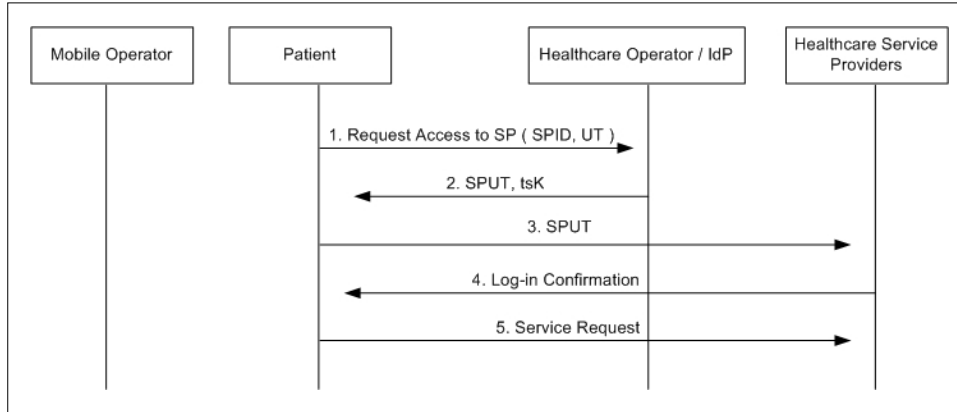 Mobile Operator
Patient
Healthcare Operator / IdP
Healthcare Service
Providers
1. Request Access to SP ( SPID, UT )
2. SPUT, tsK
3. SPUT
4. Log-in Confirmation
5. Service Request